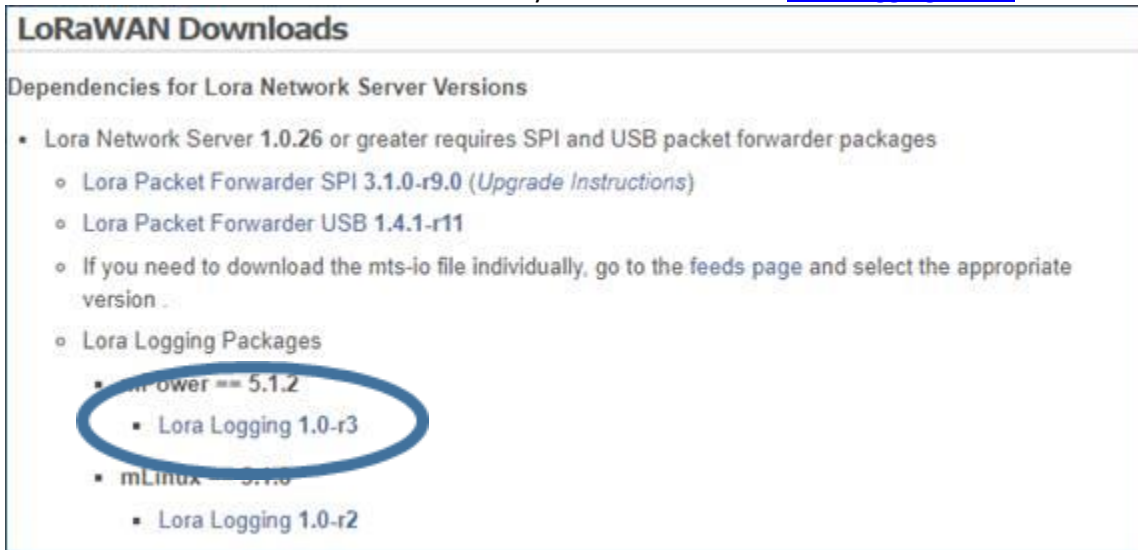 LoRaWAN Downloads
Dependencies for Lora Network Server Versions
Lora Network Server 1.0.26 or greater requires SPI and USB packet forwarder packages
Lora Packet Forwarder SPI 3.1.0-r9.0 (Upgrade Instructions)
Lora Packet Forwarder USB 1.4.1-r11
If you need to download the mts-io file individually, go to the feeds page and select the appropriate
version .
Lora Logging Packages
== 5.1.2
Lora Logging 1.0-r3
mLinux
Lora Logging 1.0-r2